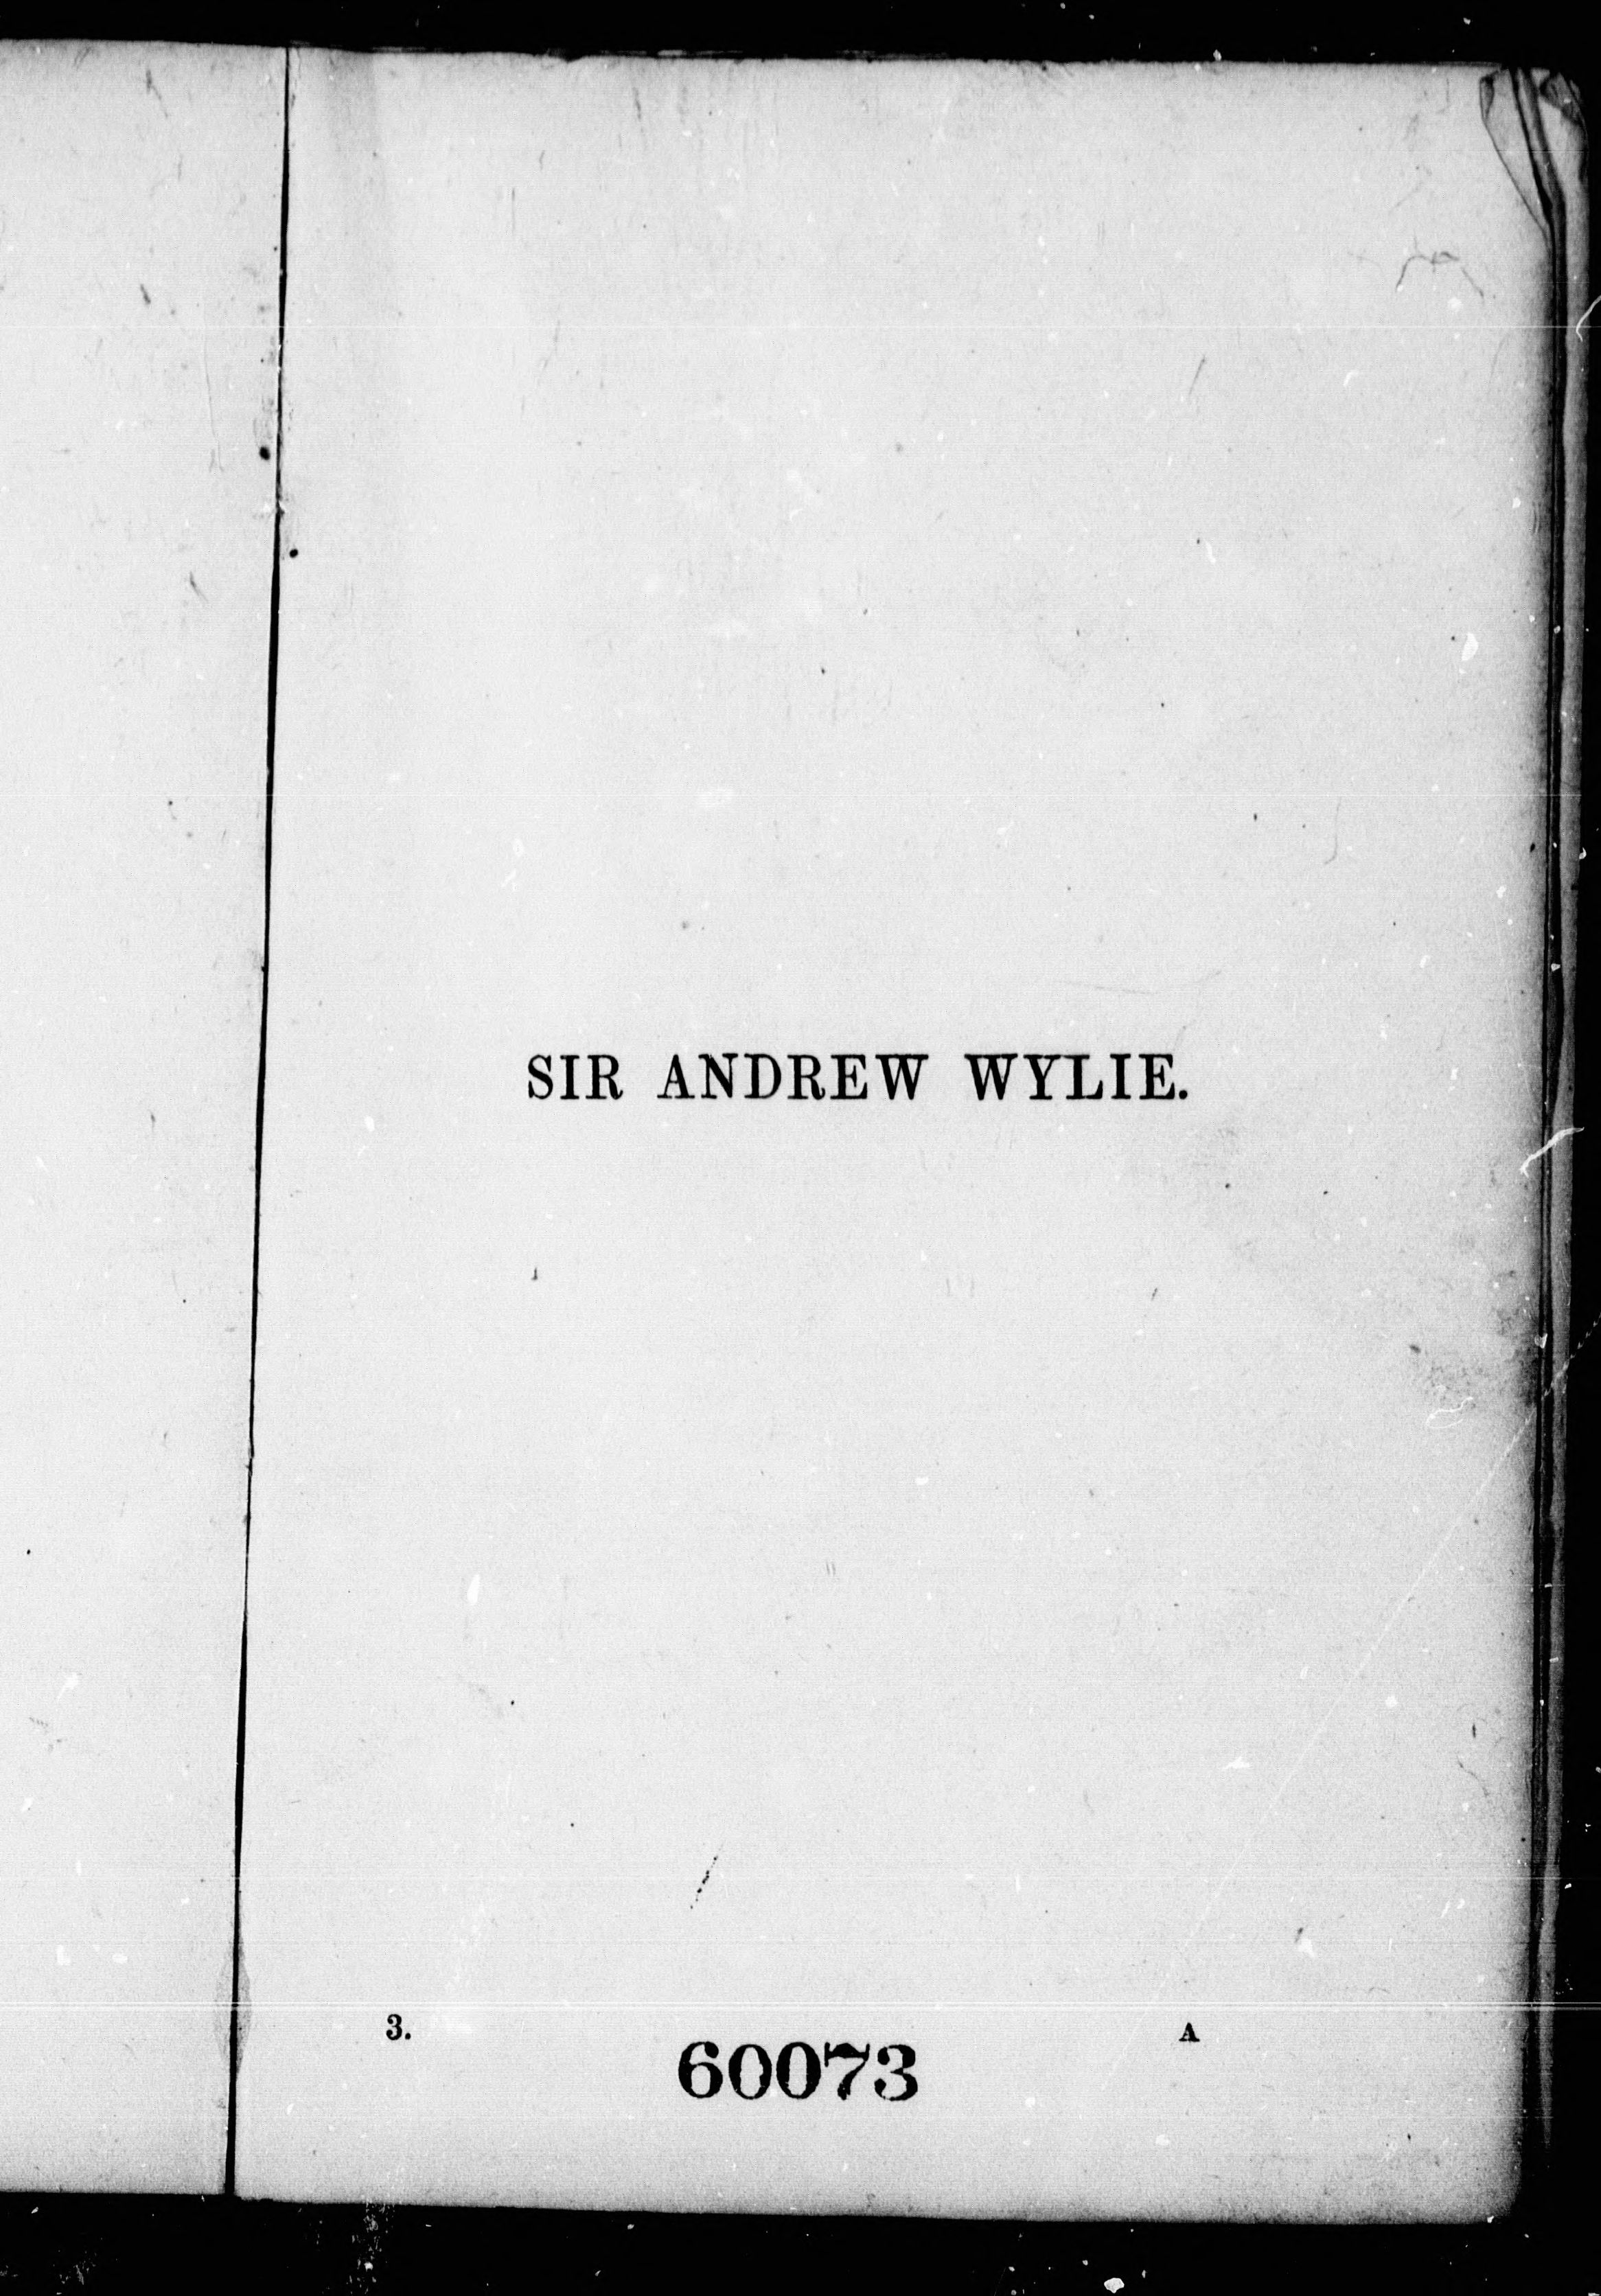 SIR ANDREW WYLIE.
3. A
60073